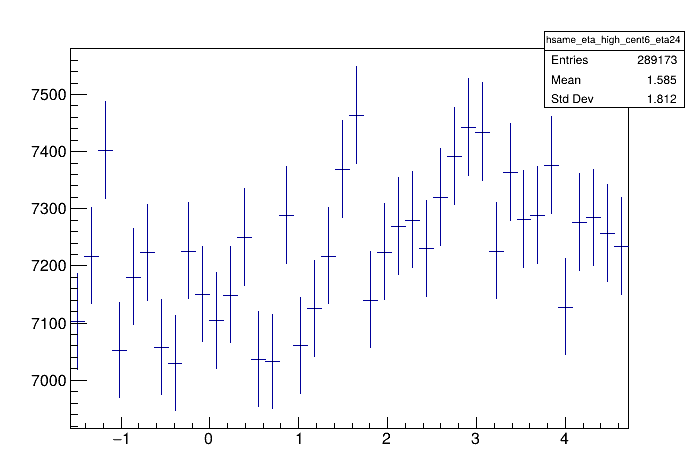 hsame_eta_high_cent6_eta24
Entries 289173
Mean 1.585
Std Dev 1.812
7500
7400
7300
7200
7100
7000
−1 0 1 2 3 4